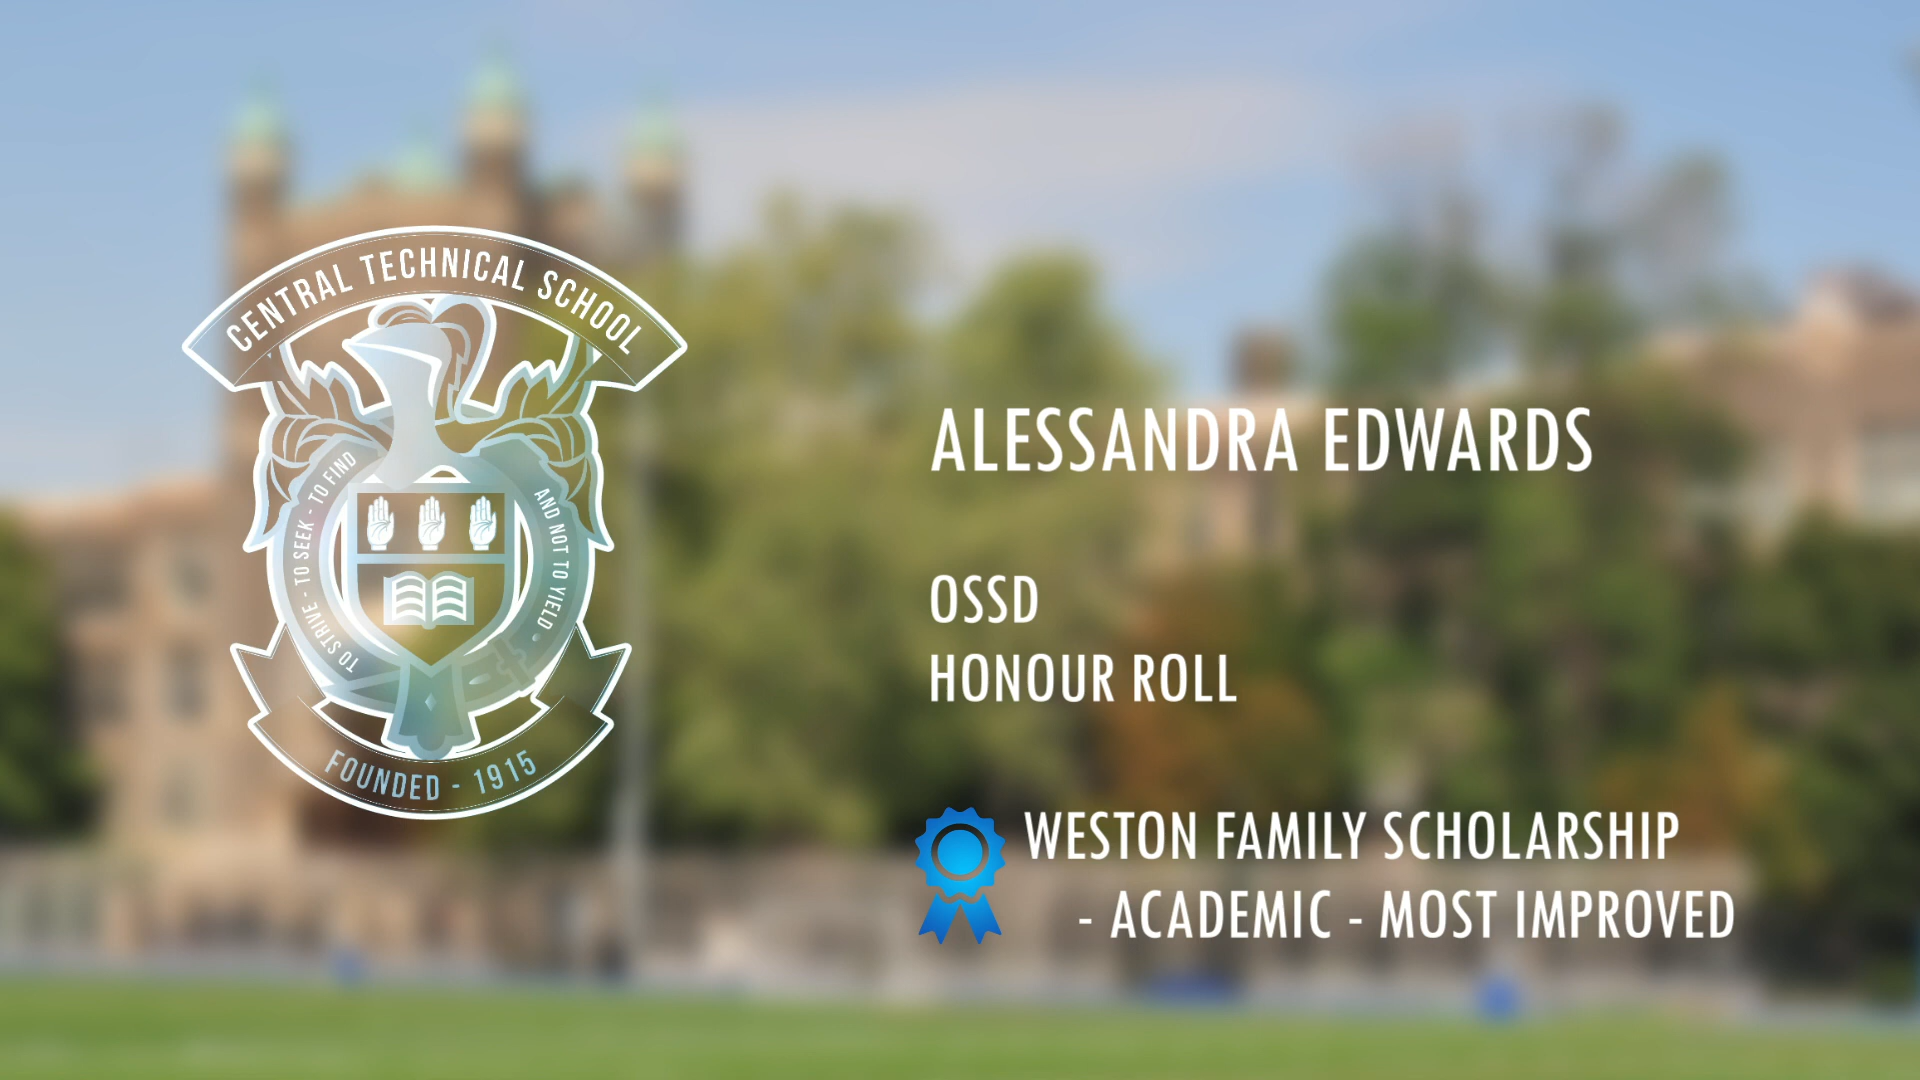 CENTRAL TECHNICAL SCHOOL
TO STRIVE - TO SEEK - TO FIND
AND NOT TO YIELD •
FOUNDED - 1915
ALESSANDRA EDWARDS
OSSD
HONOUR ROLL
WESTON FAMILY SCHOLARSHIP
- ACADEMIC - MOST IMPROVED